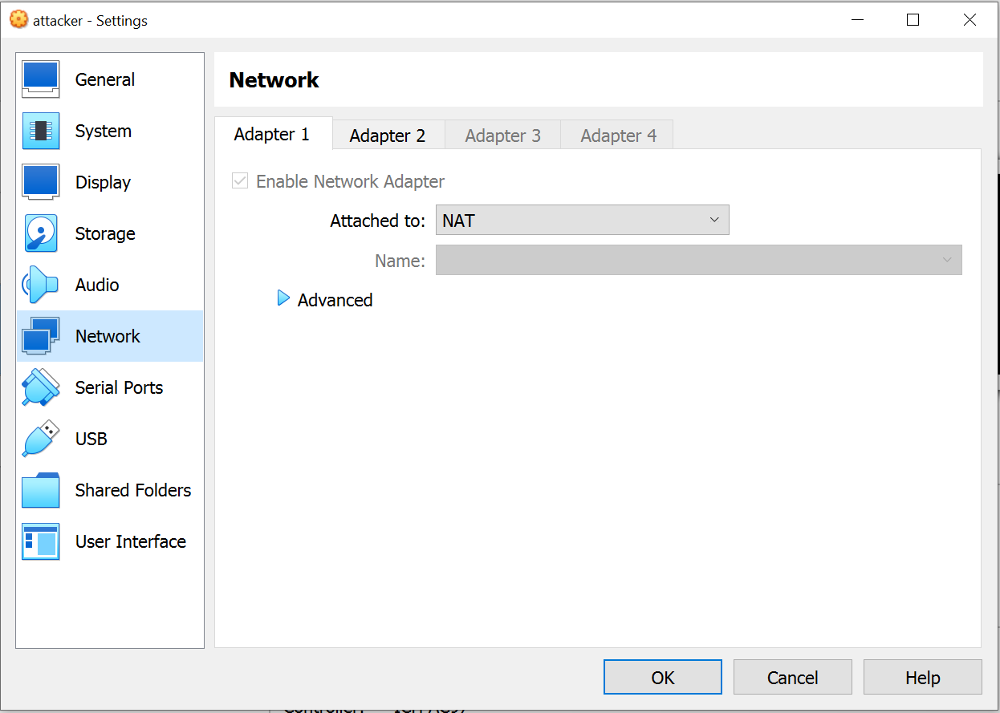 attacker - Settings
General
System
Display
Storage
Audio
Network
Serial Ports
USB
Shared Folders
User Interface
Network
Adapter 1 Adapter 2 Adapter 3 Adapter 4
Enable Network Adapter
Attached to: NAT
Name:
Advanced
OK Cancel Help